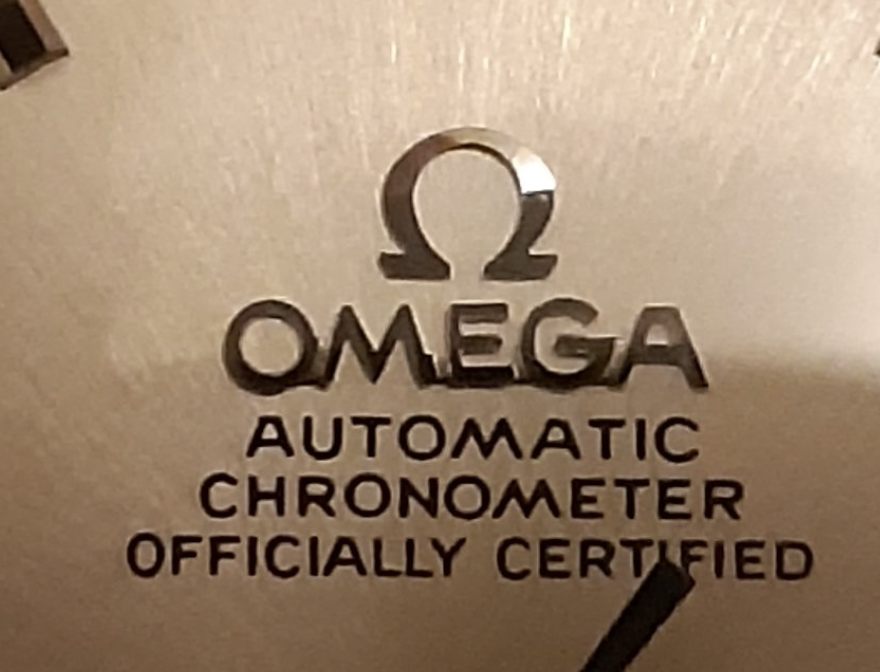 Ω
OMEGA
AUTOMATIC
CHRONOMETER
OFFICIALLY CERTIFIED